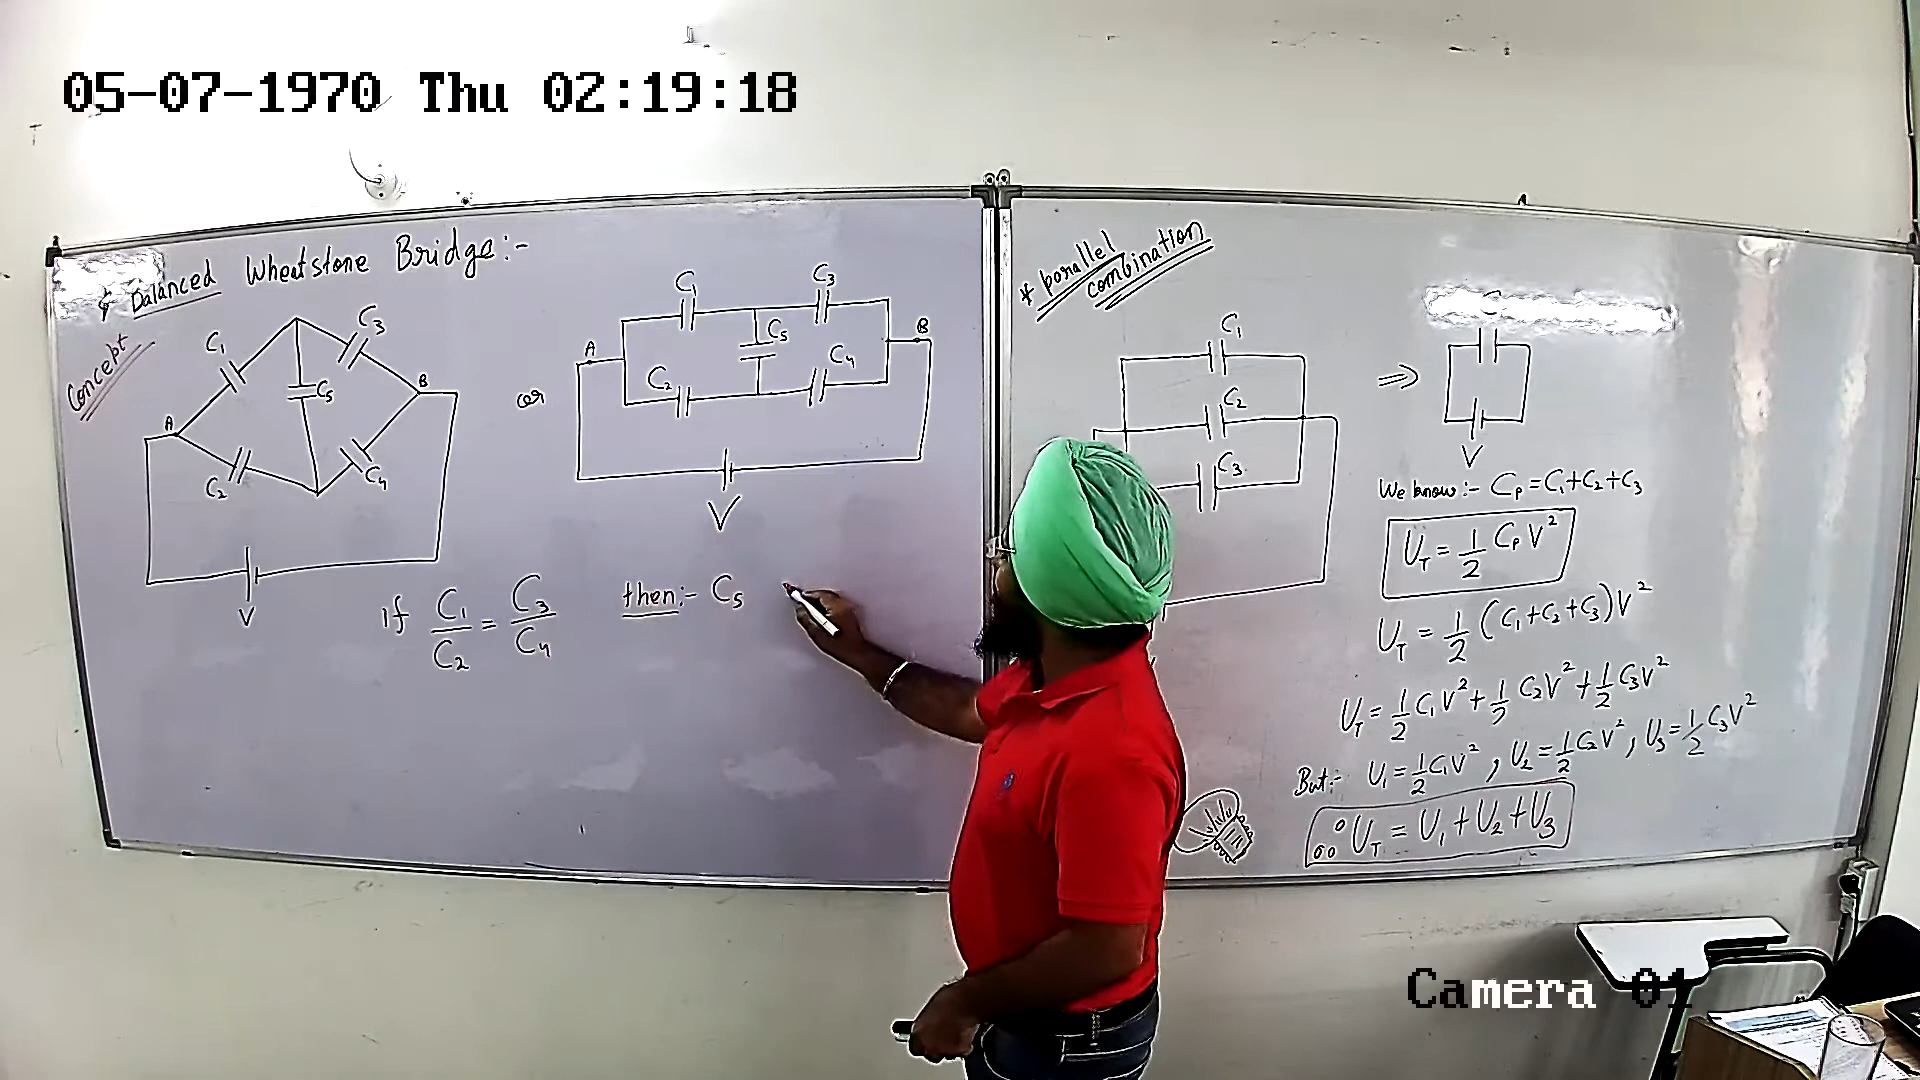 05-07-1970 Thu 02:19:18
* Balanced Wheatstone Bridge:-
Concept
C1 C3
C5
A B
C2 C4
V
or
C1 C3
A C5 B
C2 C4
V
if C1/C2 = C3/C4 then:- C5
* parallel
combination
C1
C2
C3
⇒
V
We know:- Cp = C1+C2+C3
UT = 1/2 Cp V²
UT = 1/2 (C1+C2+C3)V²
UT = 1/2 C1V² + 1/2 C2V² + 1/2 C3V²
But:- U1 = 1/2 C1V², U2 = 1/2 C2V², U3 = 1/2 C3V²
∴ UT = U1 + U2 + U3
Camera 01